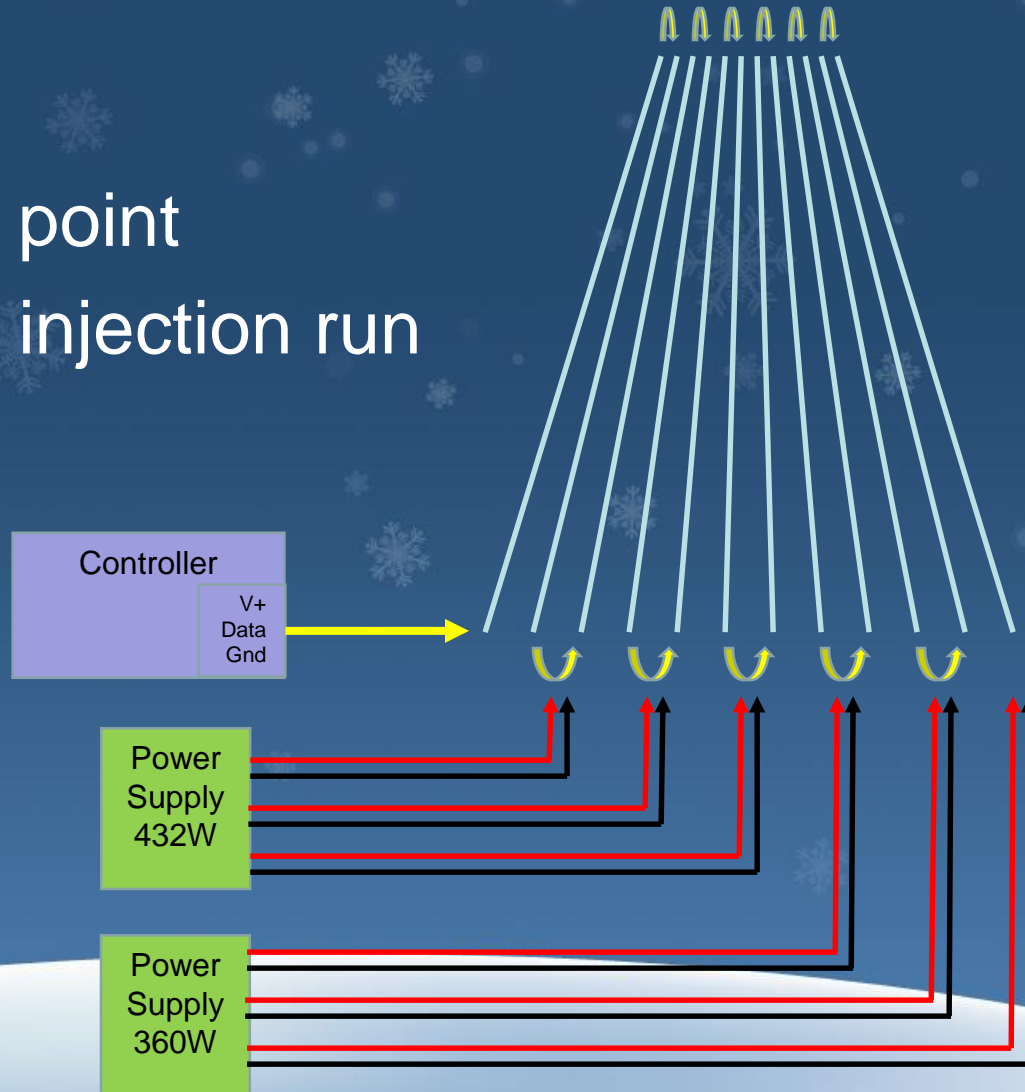 point
injection run
Controller
V+
Data
Gnd
Power
Supply
432W
Power
Supply
360W